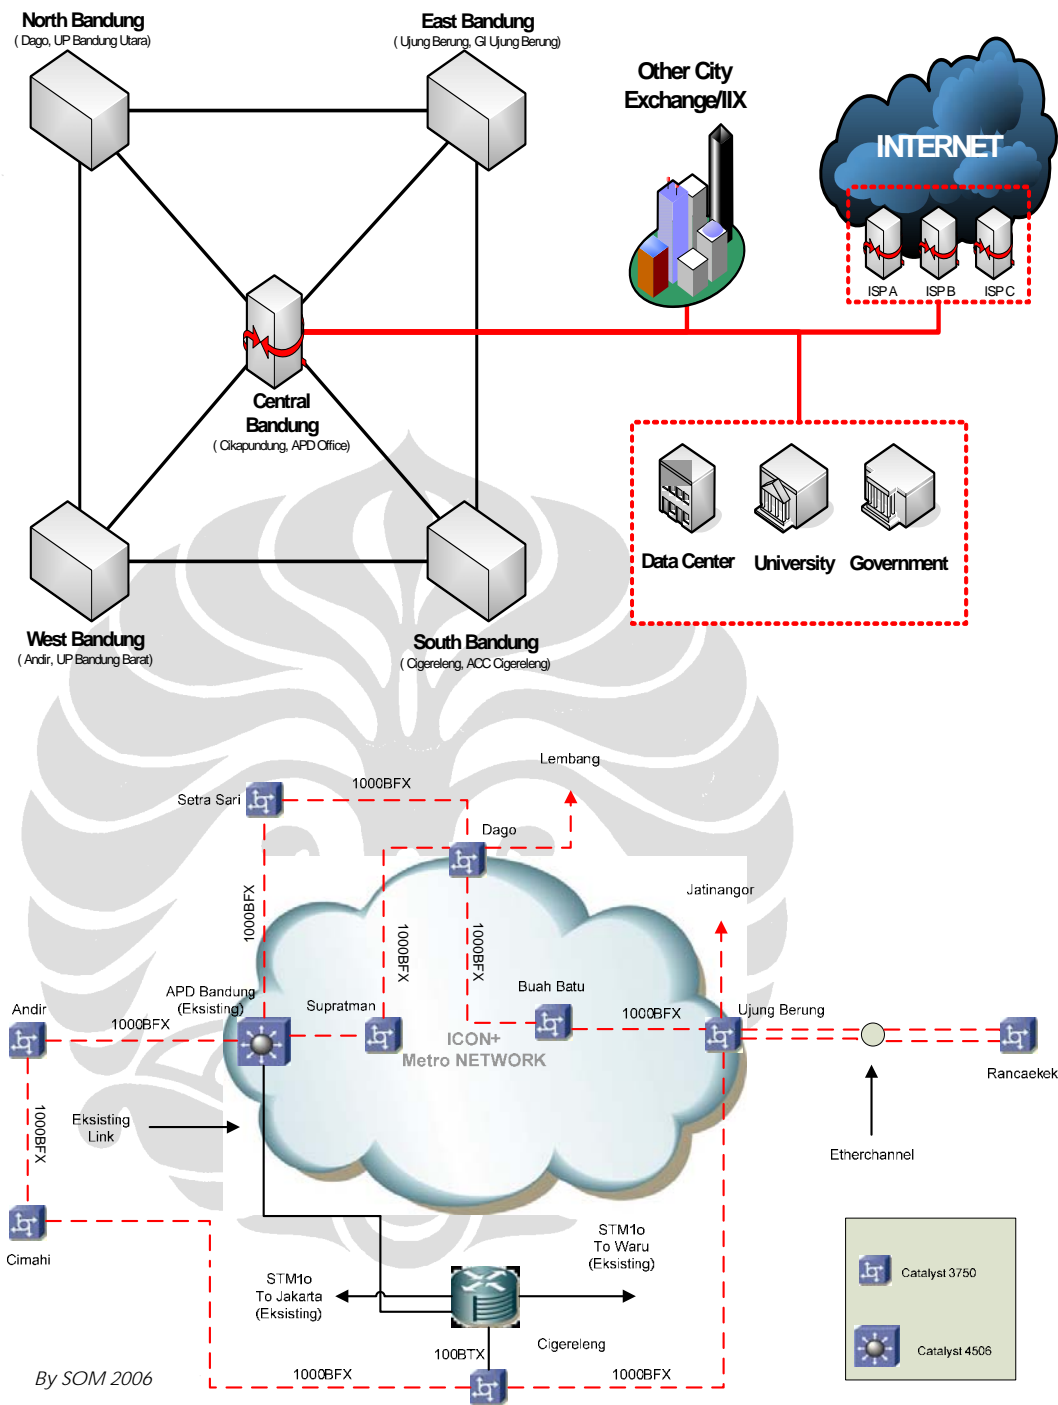 North Bandung
( Dago, UP Bandung Utara)
East Bandung
( Ujung Berung, GI Ujung Berung)
Other City
Exchange/IIX
INTERNET
ISP A
ISP B
ISP C
Central
Bandung
( Cikapundung, APD Office)
Data Center
University
Government
West Bandung
( Andir, UP Bandung Barat)
South Bandung
( Cigereleng, ACC Cigereleng)
Lembang
1000BFX
Setra Sari
Dago
Jatinangor
1000BFX
1000BFX
1000BFX
APD Bandung
(Eksisting)
Supratman
Buah Batu
Andir
1000BFX
1000BFX
Ujung Berung
ICON+
Metro NETWORK
Rancaekek
1000BFX
Eksisting
Link
Etherchannel
Cimahi
STM1o
To Waru
(Eksisting)
STM1o
To Jakarta
(Eksisting)
Catalyst 3750
Cigereleng
100BTX
Catalyst 4506
1000BFX
1000BFX
By SOM 2006